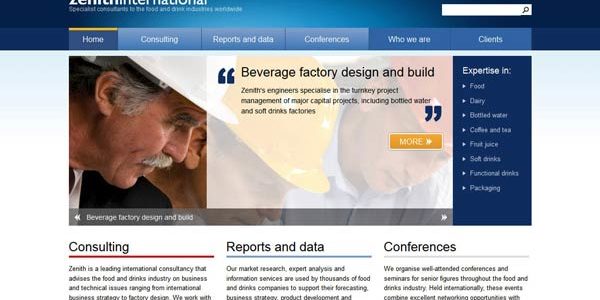 Zenithinternational
Specialist consultants to the food and drink industries worldwide
Home
Consulting
Reports and data
Conferences
Who we are
Clients
“ Beverage factory design and build
Zenith's engineers specialise in the turnkey project
management of major capital projects, including bottled water
and soft drinks factories ”
MORE
Expertise in:
Food
Dairy
Bottled water
Coffee and tea
Fruit juice
Soft drinks
Functional drinks
Packaging
Beverage factory design and build
Consulting
Zenith is a leading international consultancy that
advises the food and drinks industry on business
and technical issues ranging from international
business strategy to factory design. We work with
Reports and data
Our market research, expert analysis and
information services are used by thousands of food
and drinks companies to support their forecasting,
business strategy, product development and
Conferences
We organise well-attended conferences and
seminars for senior figures throughout the food and
drinks industry. Held internationally, these events
combine excellent networking opportunities with